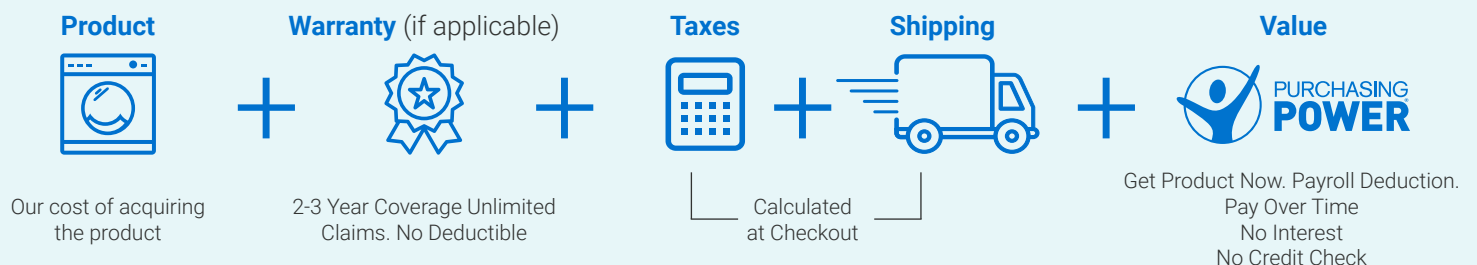 Product
Warranty (if applicable)
Taxes
Shipping
Value
PURCHASING
POWER
Our cost of acquiring
the product
2-3 Year Coverage Unlimited
Claims. No Deductible
Calculated
at Checkout
Get Product Now. Payroll Deduction.
Pay Over Time
No Interest
No Credit Check